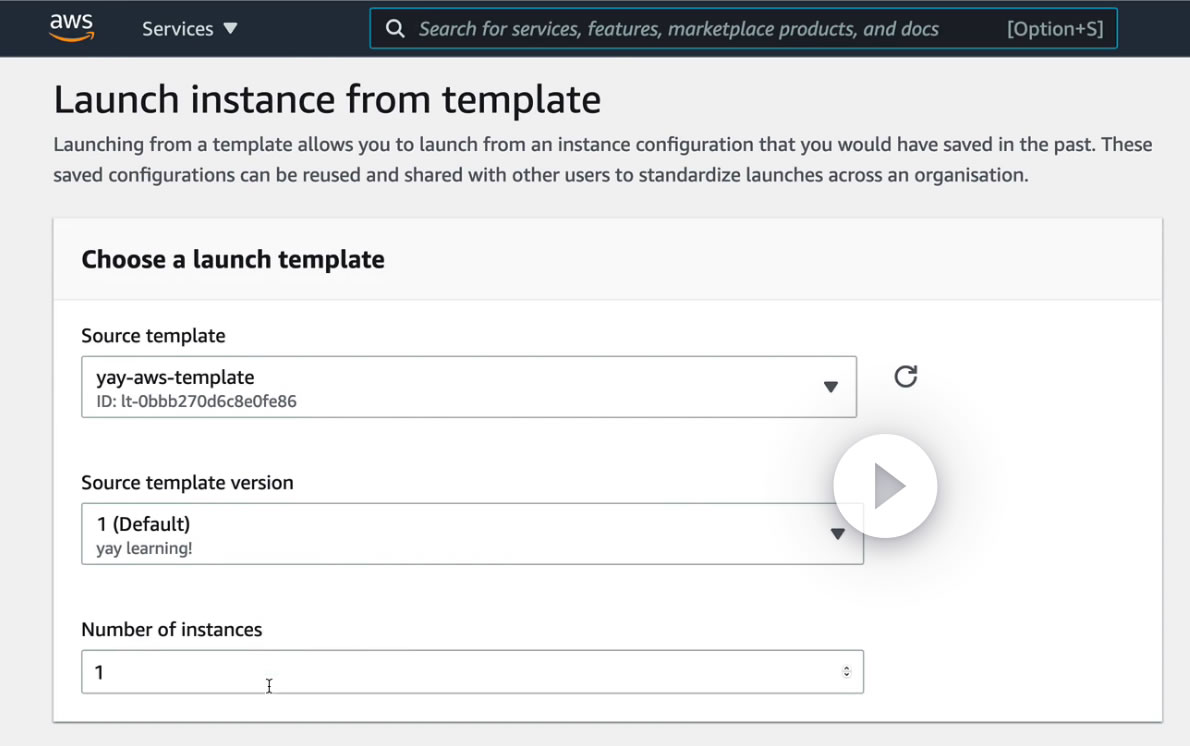 aws
Services
Search for services, features, marketplace products, and docs
[Option+S]
Launch instance from template
Launching from a template allows you to launch from an instance configuration that you would have saved in the past. These
saved configurations can be reused and shared with other users to standardize launches across an organisation.
Choose a launch template
Source template
yay-aws-template
ID: lt-0bbb270d6c8e0fe86
Source template version
1 (Default)
yay learning!
Number of instances
1